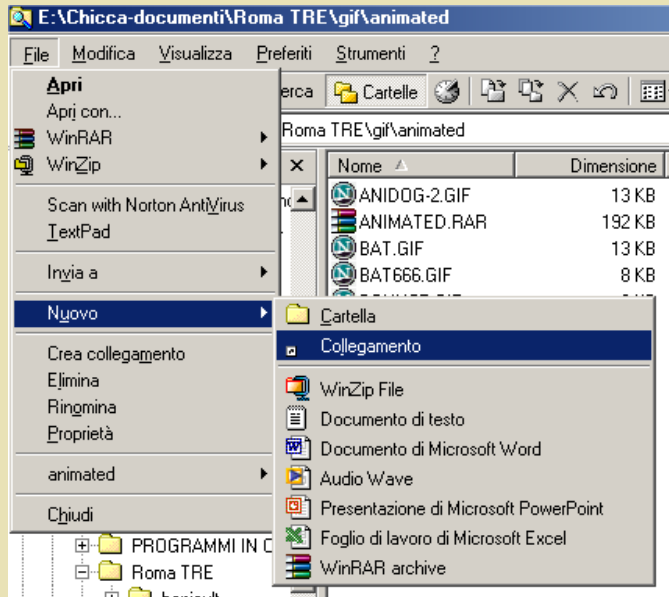 E:\Chicca-documenti\Roma TRE\gif\animated
File Modifica Visualizza Preferiti Strumenti ?
Apri
Apri con...
WinRAR
WinZip
Scan with Norton AntiVirus
TextPad
Invia a
Nuovo
Crea collegamento
Elimina
Rinomina
Proprietà
animated
Chiudi
erca Cartelle
Roma TRE\gif\animated
Nome Dimensione
ANIDOG-2.GIF 13 KB
ANIMATED.RAR 192 KB
BAT.GIF 13 KB
BAT666.GIF 8 KB
Cartella
Collegamento
WinZip File
Documento di testo
Documento di Microsoft Word
Audio Wave
Presentazione di Microsoft PowerPoint
Foglio di lavoro di Microsoft Excel
WinRAR archive
PROGRAMMI IN C
Roma TRE